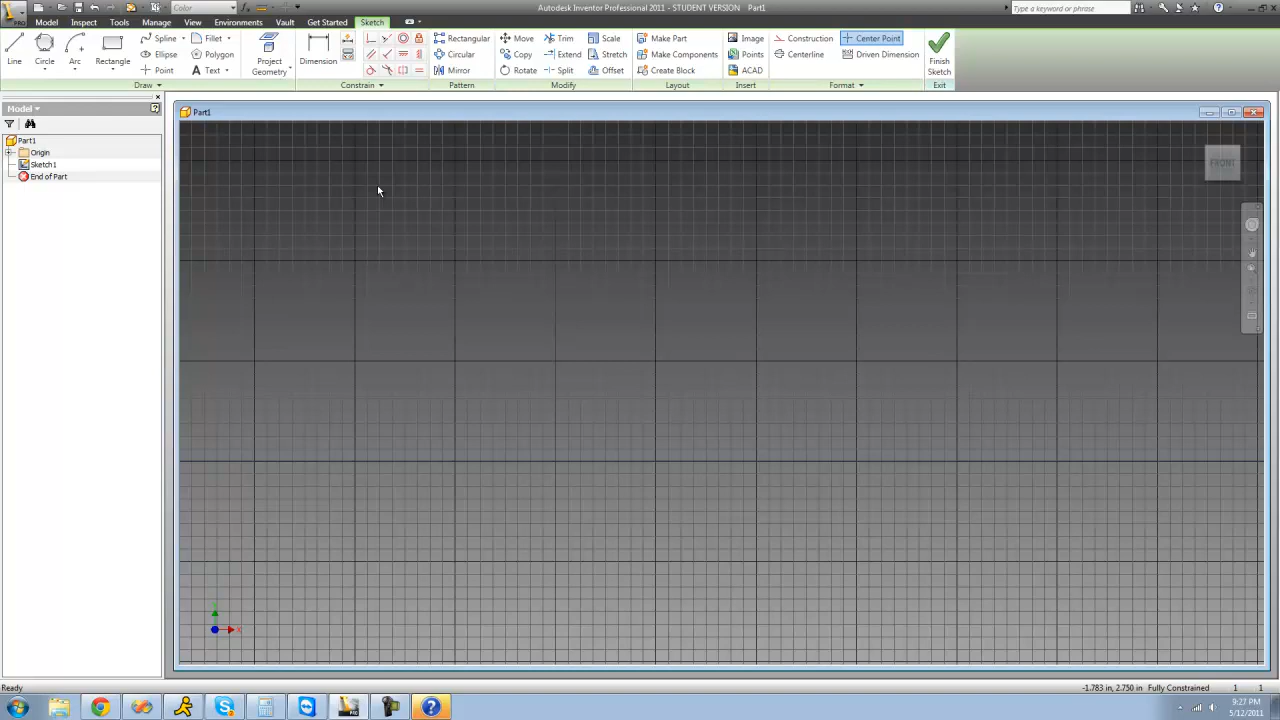 Color
Autodesk Inventor Professional 2011 - STUDENT VERSION Part1
Type a keyword or phrase
PRO
Model Inspect Tools Manage View Environments Vault Get Started Sketch
Line Circle Arc Rectangle
Spline Fillet
Ellipse Polygon
Point Text
Project Geometry
Dimension
Rectangular
Circular
Mirror
Move Trim Scale
Copy Extend Stretch
Rotate Split Offset
Make Part
Make Components
Create Block
Image
Points
ACAD
Construction Center Point
Centerline Driven Dimension
Finish Sketch
Draw Constrain Pattern Modify Layout Insert Format Exit
Model
Part1
Origin
Sketch1
End of Part
Part1
FRONT
X
Ready
-1.783, 2.750 Fully Constrained 1 1
9:27 PM
5/12/2011